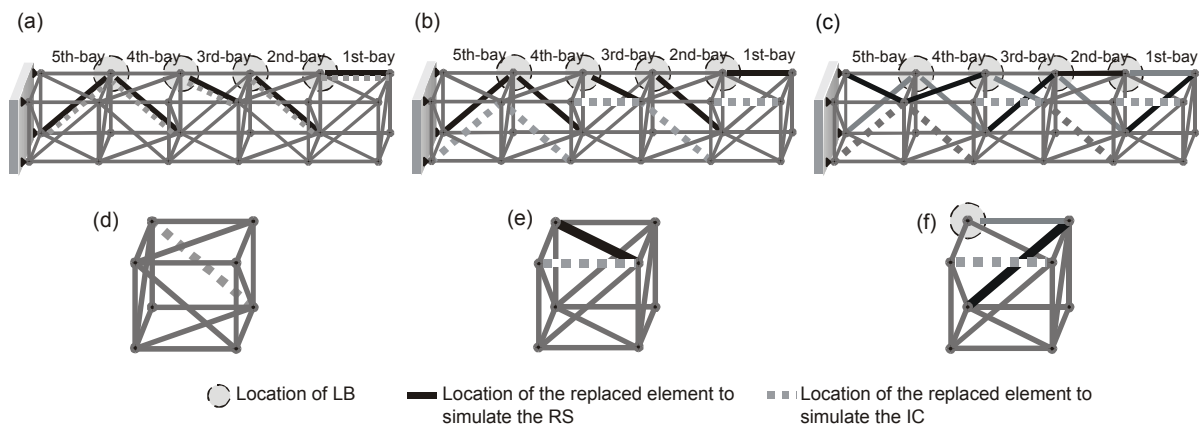 (a)
5th-bay 4th-bay 3rd-bay 2nd-bay 1st-bay
(b)
5th-bay 4th-bay 3rd-bay 2nd-bay 1st-bay
(c)
5th-bay 4th-bay 3rd-bay 2nd-bay 1st-bay
(d)
(e)
(f)
Location of LB
Location of the replaced element to
simulate the RS
Location of the replaced element to
simulate the IC